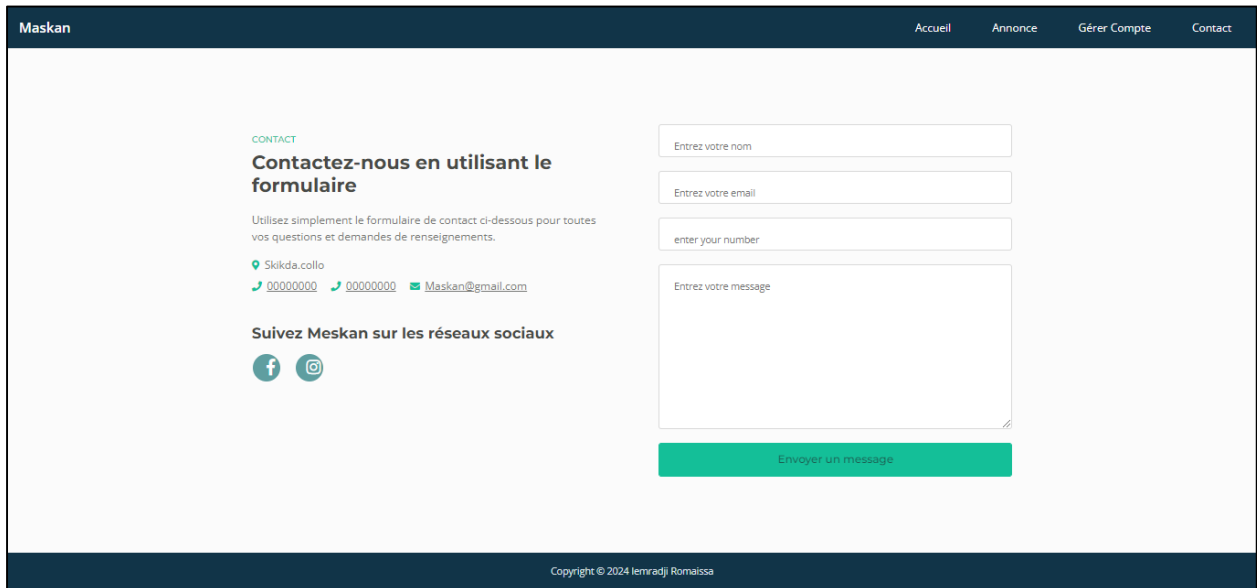 Maskan
Accueil Annonce Gérer Compte Contact
CONTACT
Contactez-nous en utilisant le
formulaire
Utilisez simplement le formulaire de contact ci-dessous pour toutes
vos questions et demandes de renseignements.
Skikda.collo
00000000 00000000 Maskan@gmail.com
Suivez Meskan sur les réseaux sociaux
Entrez votre nom
Entrez votre email
enter your number
Entrez votre message
Envoyer un message
Copyright © 2024 lemradji Romaissa